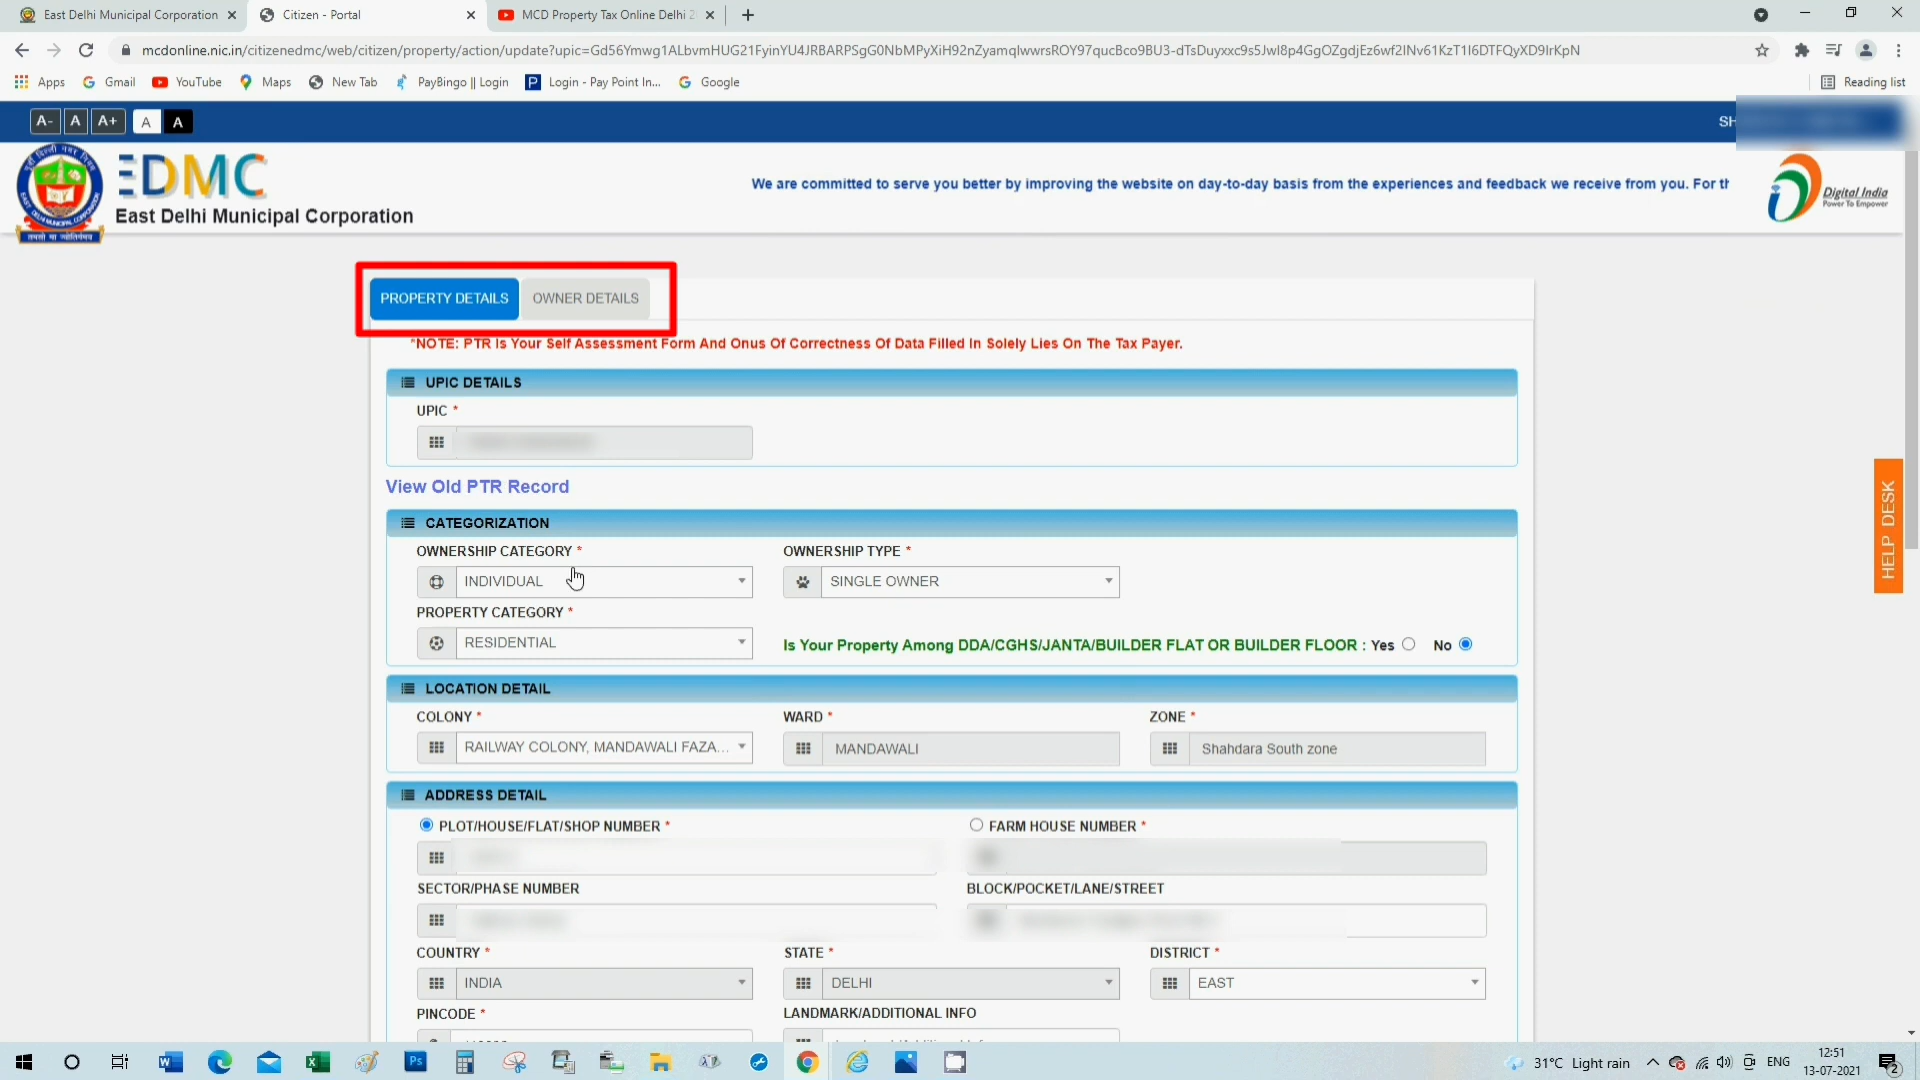 East Delhi Municipal Corporation
Citizen - Portal
MCD Property Tax Online Delhi 2
mcdonline.nic.in/citizenedmc/web/citizen/property/action/update?upic=Gd56Ymwg1ALbvmHUG21FyinYU4JRBARPSgG0NbMPyXiH92nZyamqlwwrsROY97qucBco9BU3-dTsDuyxxc9s5JwI8p4GgOZgdjEz6wf2INv61KzT1I6DTFQyXD9IrKpN
Apps
Gmail
YouTube
Maps
New Tab
PayBingo || Login
Login - Pay Point In...
Google
Reading list
A-
A
A+
A
A
SH
EDMC
East Delhi Municipal Corporation
We are committed to serve you better by improving the website on day-to-day basis from the experiences and feedback we receive from you. For th
Digital India
Power To Empower
PROPERTY DETAILS
OWNER DETAILS
*NOTE: PTR Is Your Self Assessment Form And Onus Of Correctness Of Data Filled In Solely Lies On The Tax Payer.
UPIC DETAILS
UPIC *
View Old PTR Record
CATEGORIZATION
OWNERSHIP CATEGORY *
OWNERSHIP TYPE *
INDIVIDUAL
SINGLE OWNER
PROPERTY CATEGORY *
RESIDENTIAL
Is Your Property Among DDA/CGHS/JANTA/BUILDER FLAT OR BUILDER FLOOR : Yes No
HELP DESK
LOCATION DETAIL
COLONY *
WARD *
ZONE *
RAILWAY COLONY, MANDAWALI FAZA...
MANDAWALI
Shahdara South zone
ADDRESS DETAIL
PLOT/HOUSE/FLAT/SHOP NUMBER *
FARM HOUSE NUMBER *
SECTOR/PHASE NUMBER
BLOCK/POCKET/LANE/STREET
COUNTRY *
STATE *
DISTRICT *
INDIA
DELHI
EAST
PINCODE *
LANDMARK/ADDITIONAL INFO
31°C Light rain
ENG
12:51
13-07-2021
2